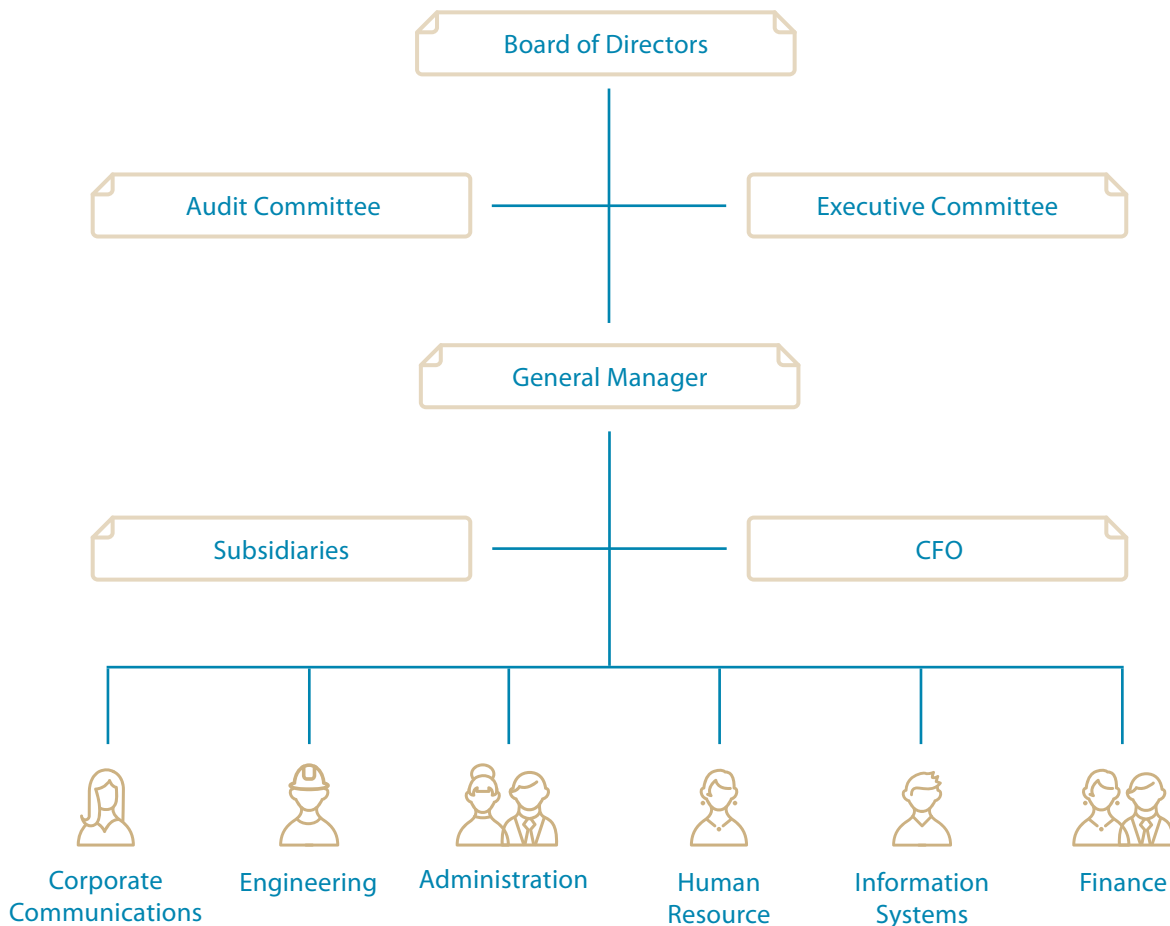 Board of Directors
Audit Committee
Executive Committee
General Manager
Subsidiaries
CFO
Corporate
Communications
Engineering
Administration
Human
Resource
Information
Systems
Finance